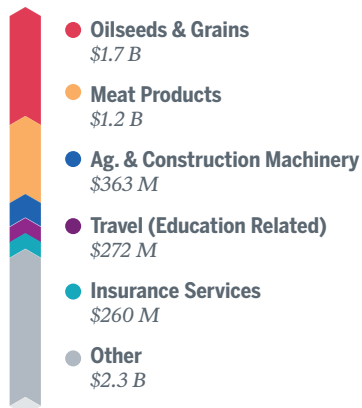 Oilseeds & Grains
$1.7 B
Meat Products
$1.2 B
Ag. & Construction Machinery
$363 M
Travel (Education Related)
$272 M
Insurance Services
$260 M
Other
$2.3 B